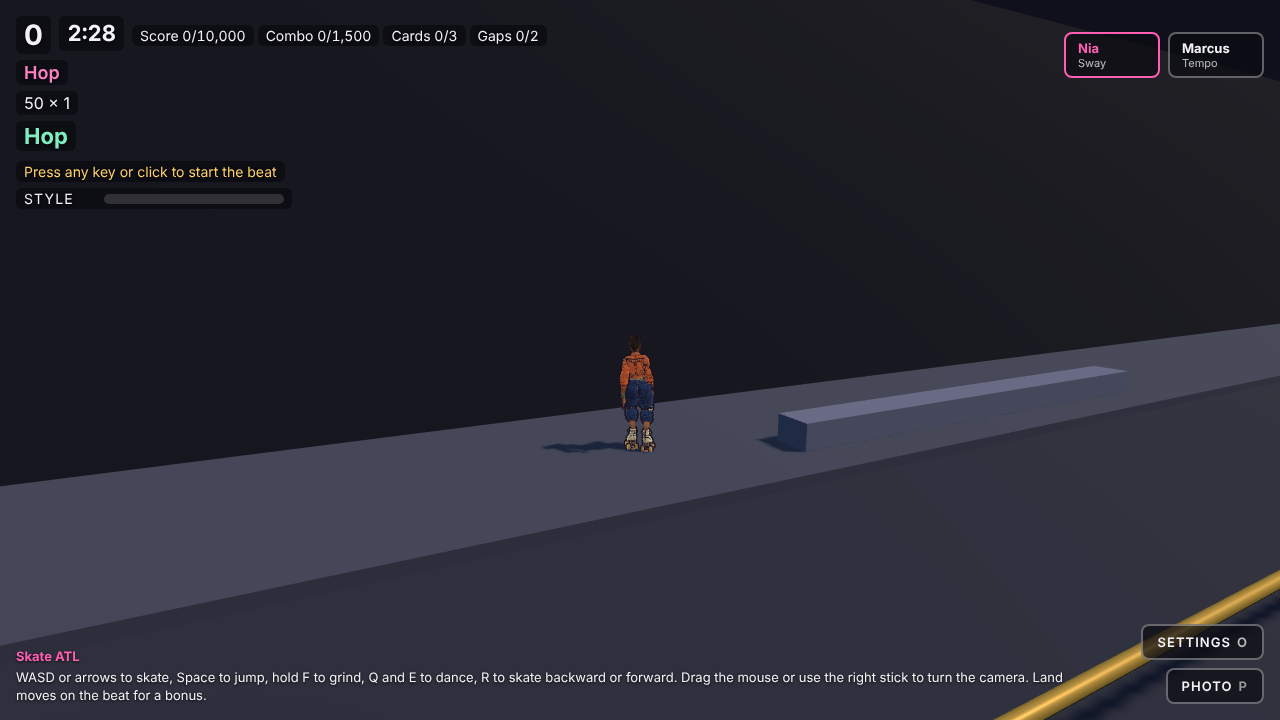 0 2:28 Score 0/10,000 Combo 0/1,500 Cards 0/3 Gaps 0/2
Nia
Sway
Marcus
Tempo
Hop
50 × 1
Hop
Press any key or click to start the beat
STYLE
Skate ATL
WASD or arrows to skate, Space to jump, hold F to grind, Q and E to dance, R to skate backward or forward. Drag the mouse or use the right stick to turn the camera. Land
moves on the beat for a bonus.
SETTINGS O
PHOTO P